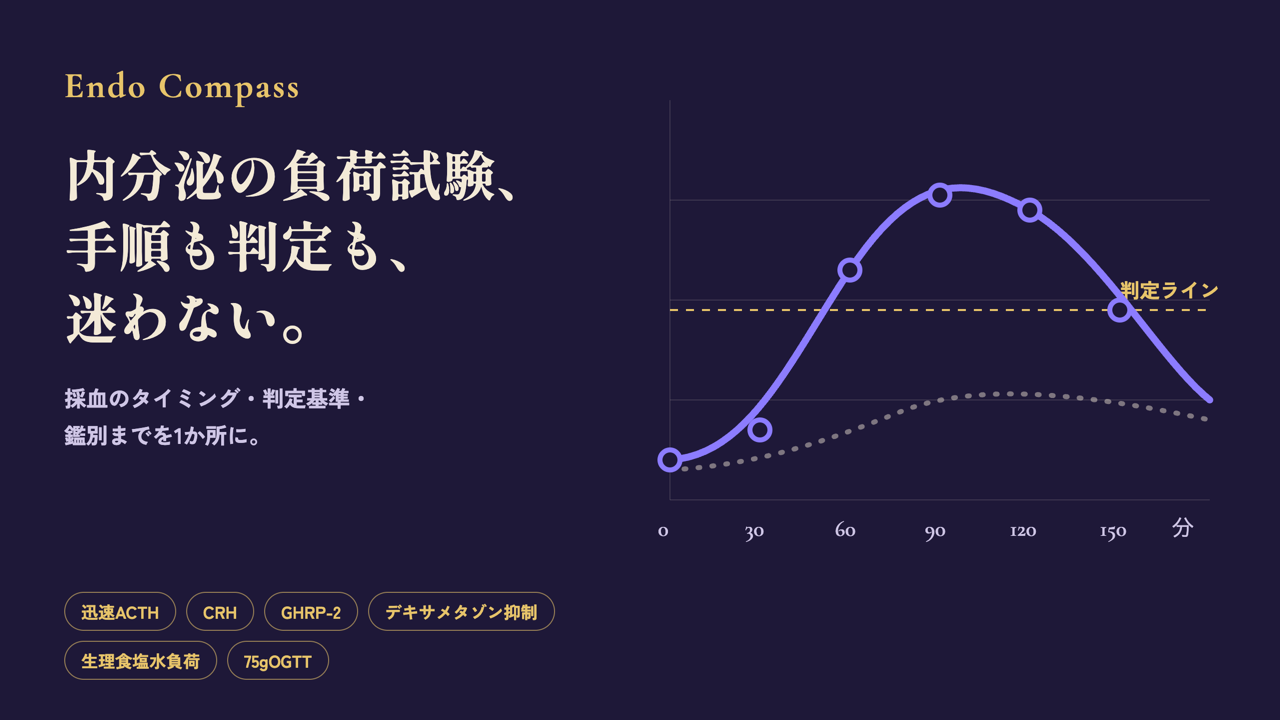 Endo Compass
内分泌の負荷試験、
手順も判定も、
迷わない。
採血のタイミング・判定基準・
鑑別までを1か所に。
判定ライン
0 30 60 90 120 150 分
迅速ACTH CRH GHRP-2 デキサメタゾン抑制
生理食塩水負荷 75gOGTT